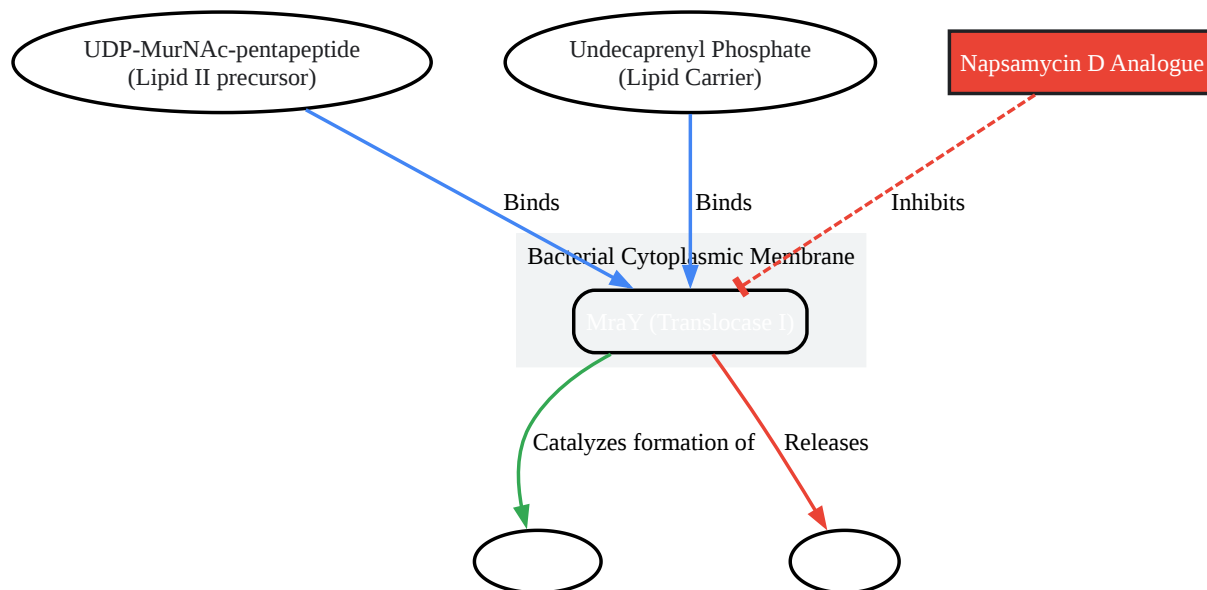 UDP-MurNAc-pentapeptide
(Lipid II precursor)
Undecaprenyl Phosphate
(Lipid Carrier)
Napsamycin D Analogue
Binds
Binds
Inhibits
Bacterial Cytoplasmic Membrane
MraY (Translocase I)
Catalyzes formation of
Releases